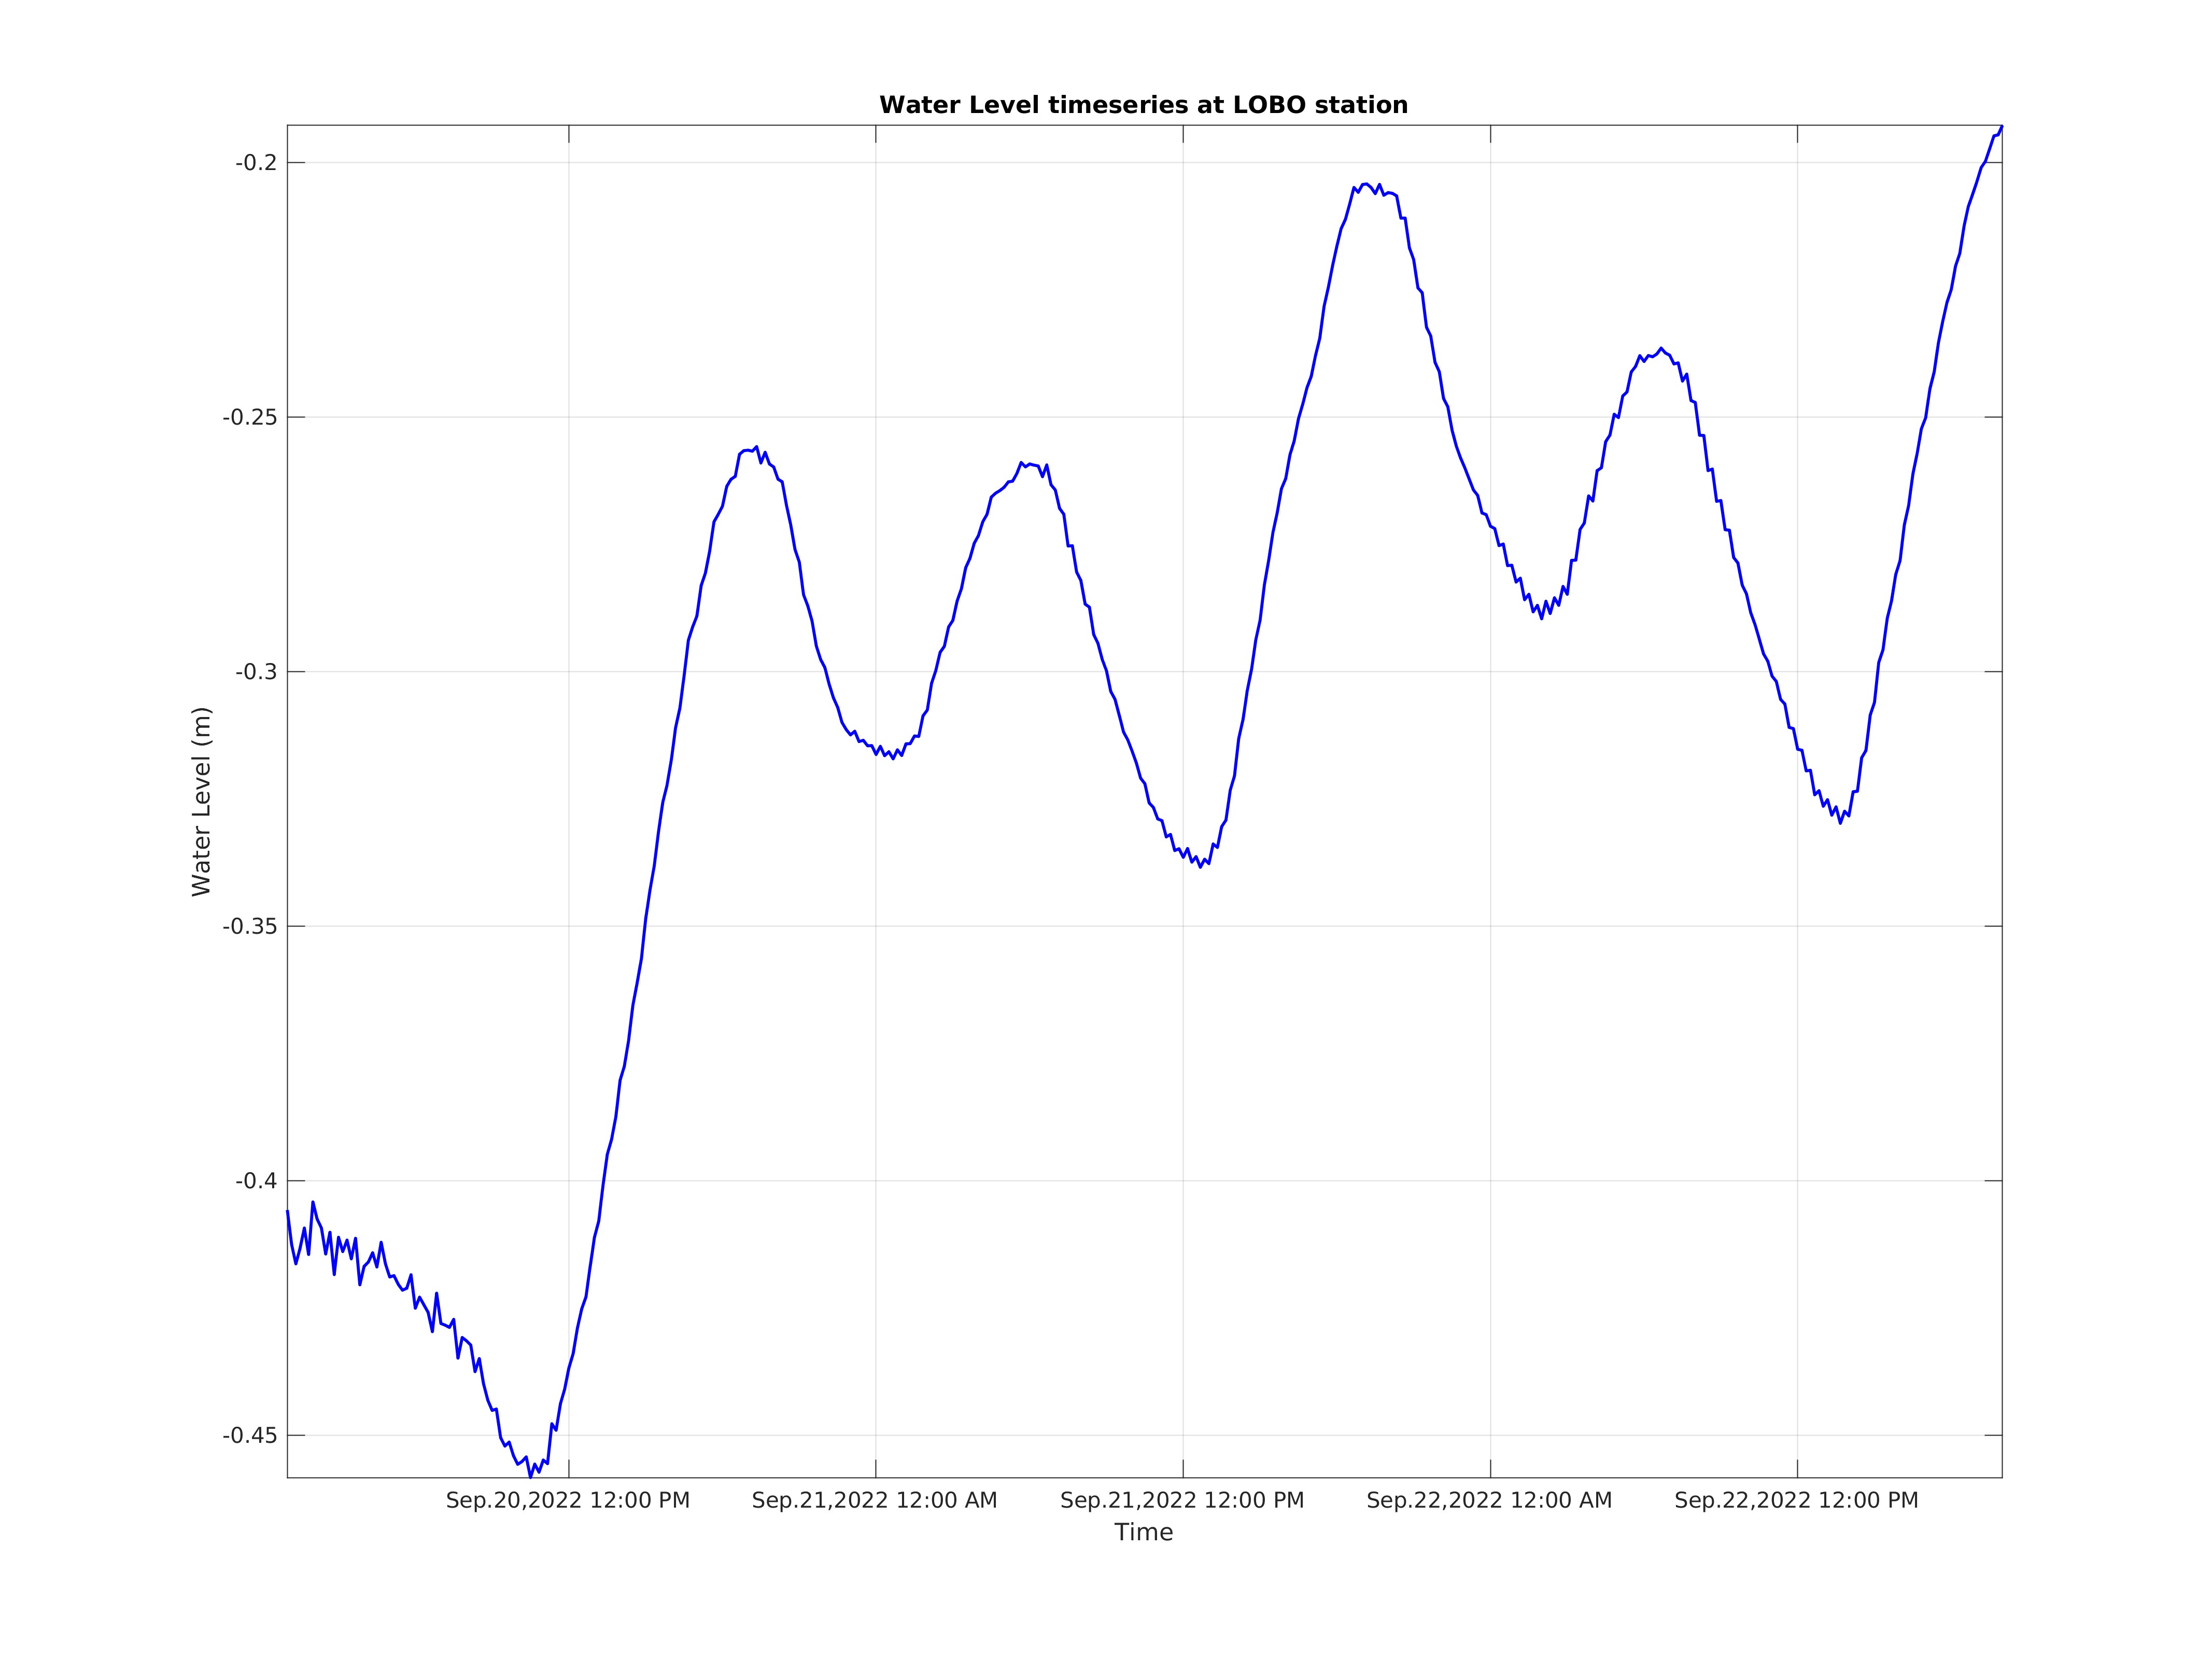 Water Level timeseries at LOBO station
-0.2
-0.25
-0.3
-0.35
-0.4
-0.45
Water Level (m)
Sep.20,2022 12:00 PM
Sep.21,2022 12:00 AM
Sep.21,2022 12:00 PM
Sep.22,2022 12:00 AM
Sep.22,2022 12:00 PM
Time